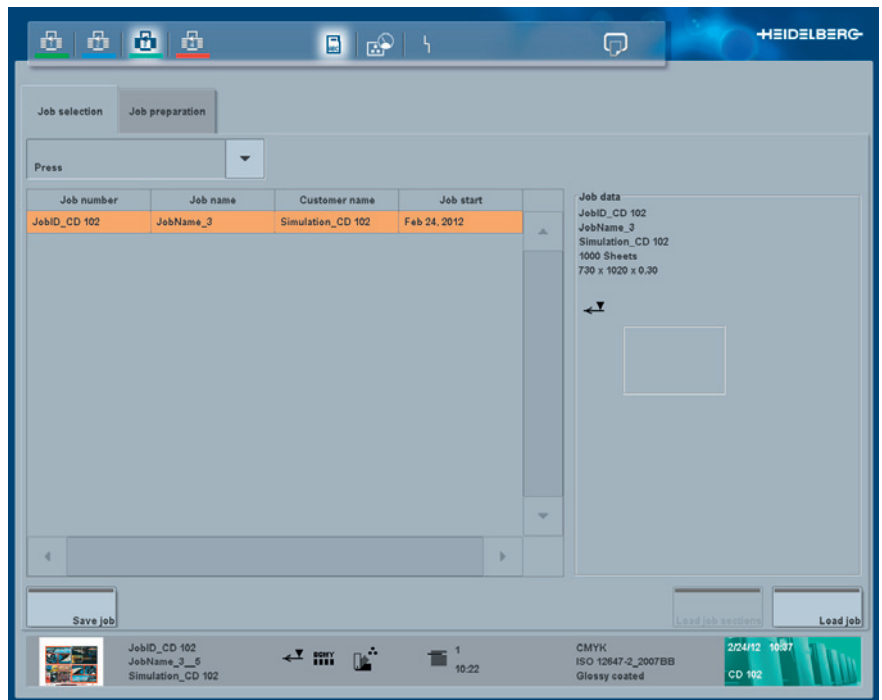 HEIDELBERG
Job selection
Job preparation
Press
Job number Job name Customer name Job start
JobID_CD 102 JobName_3 Simulation_CD 102 Feb 24, 2012
Job data
JobID_CD 102
JobName_3
Simulation_CD 102
1000 Sheets
730 x 1020 x 0.30
Save job
Load job sections
Load job
JobID_CD 102
JobName_3__5
Simulation_CD 102
BCMY
1
10:22
CMYK
ISO 12647-2_2007BB
Glossy coated
2/24/12 10:37
CD 102